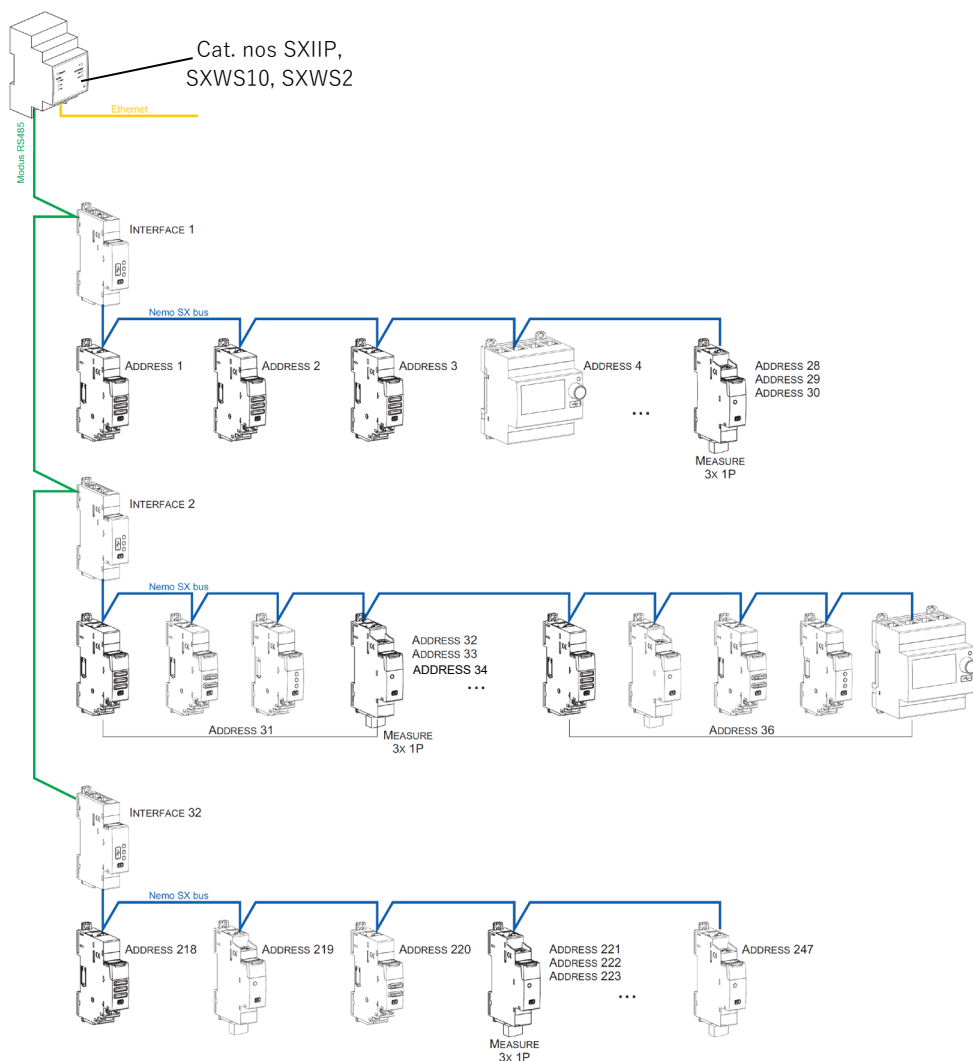 Cat. nos SXIIP,
SXWS10, SXWS2
Ethernet
Modus RS485
INTERFACE 1
Nemo SX bus
ADDRESS 1
ADDRESS 2
ADDRESS 3
ADDRESS 4
ADDRESS 28
ADDRESS 29
ADDRESS 30
...
MEASURE
3X 1P
INTERFACE 2
Nemo SX bus
ADDRESS 32
ADDRESS 33
ADDRESS 34
...
ADDRESS 31
MEASURE
3X 1P
ADDRESS 36
INTERFACE 32
Nemo SX bus
ADDRESS 218
ADDRESS 219
ADDRESS 220
ADDRESS 221
ADDRESS 222
ADDRESS 223
ADDRESS 247
...
MEASURE
3X 1P